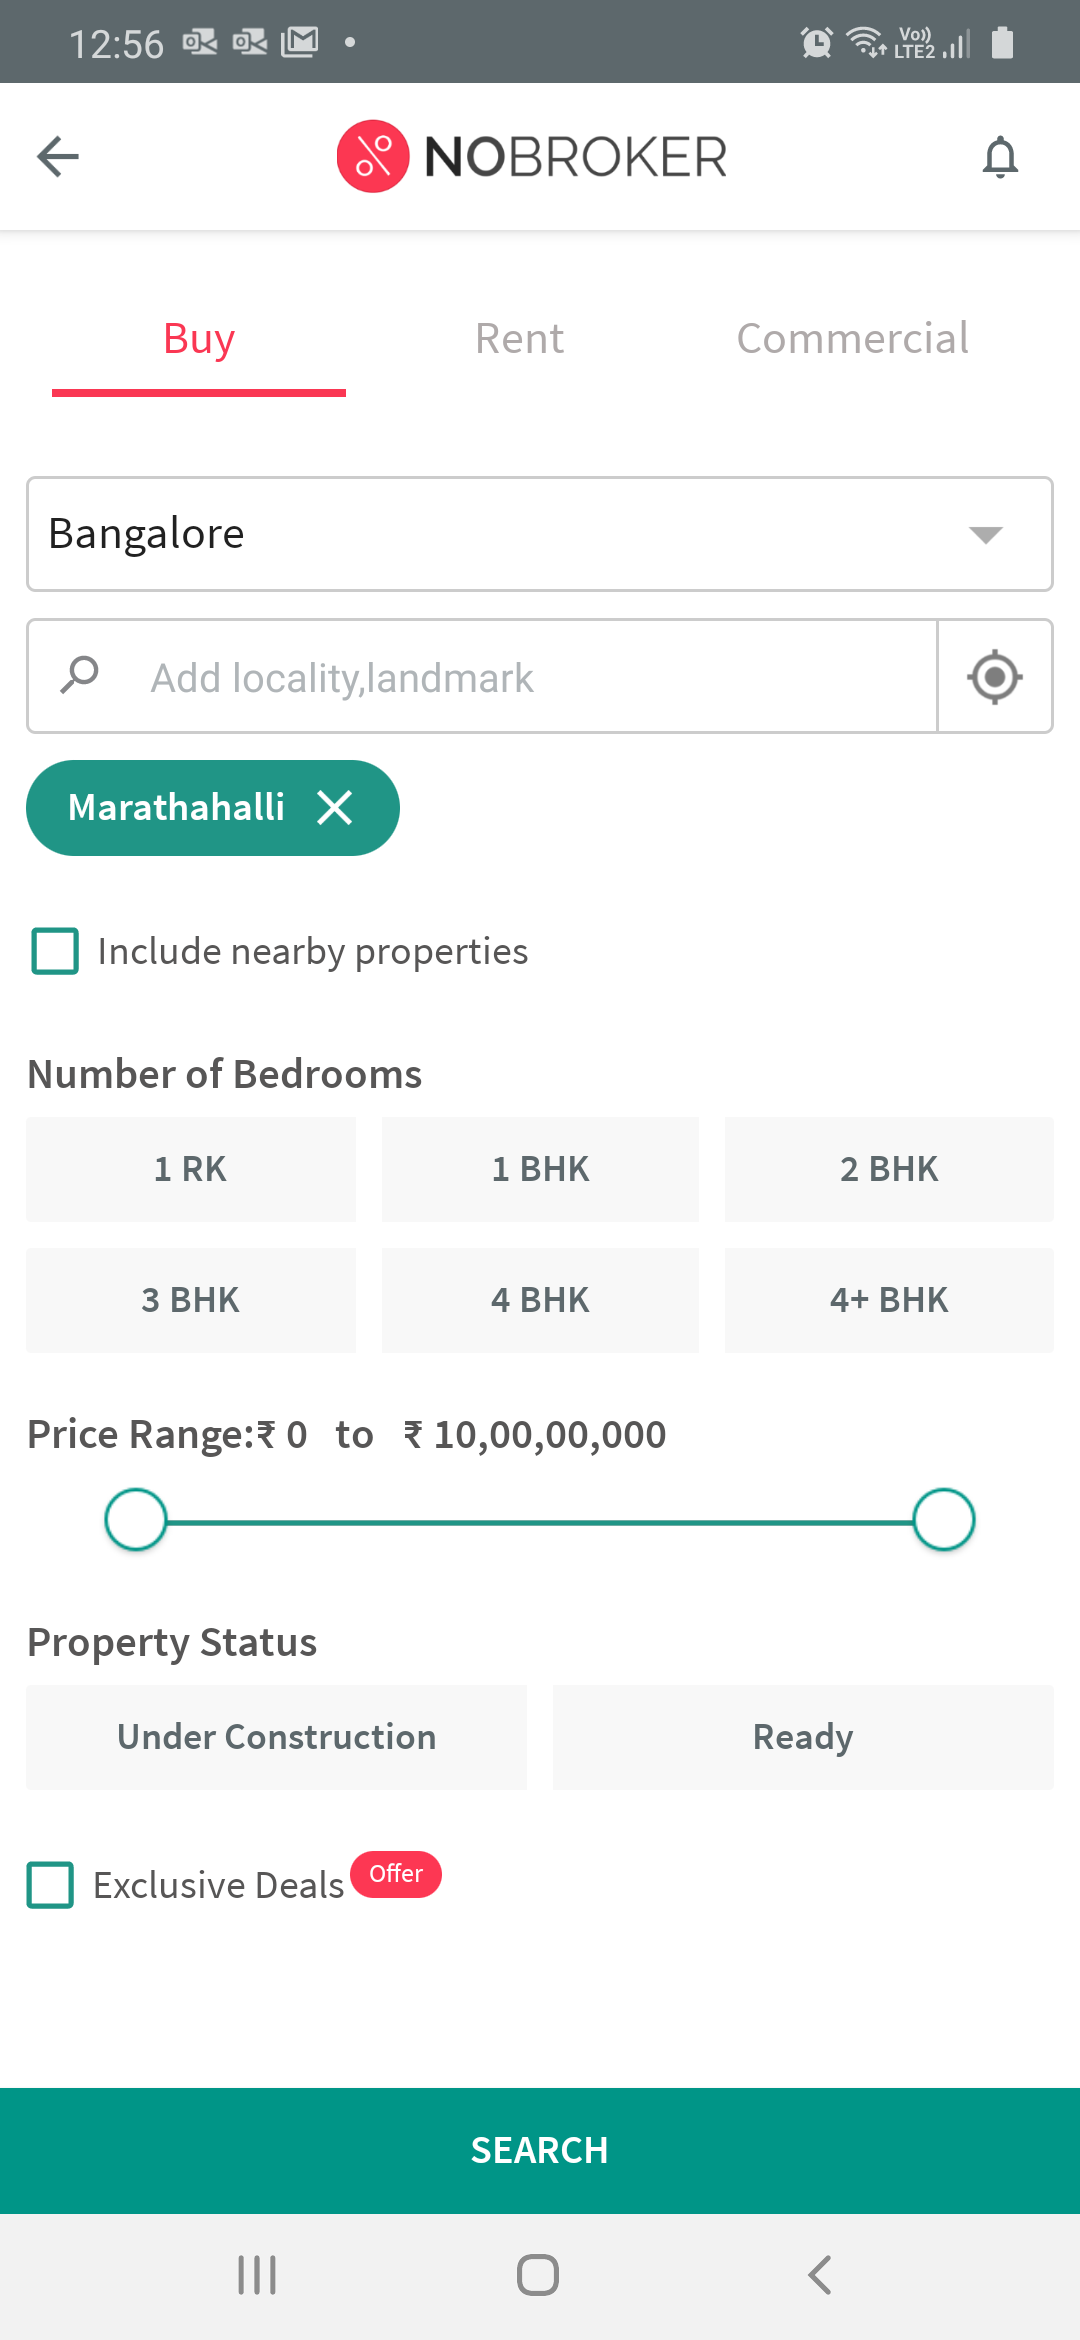 12:56 Vo)) LTE2
NOBROKER
Buy Rent Commercial
Bangalore
Add locality,landmark
Marathahalli
Include nearby properties
Number of Bedrooms
1 RK 1 BHK 2 BHK
3 BHK 4 BHK 4+ BHK
Price Range:₹ 0 to ₹ 10,00,00,000
Property Status
Under Construction Ready
Exclusive Deals Offer
SEARCH